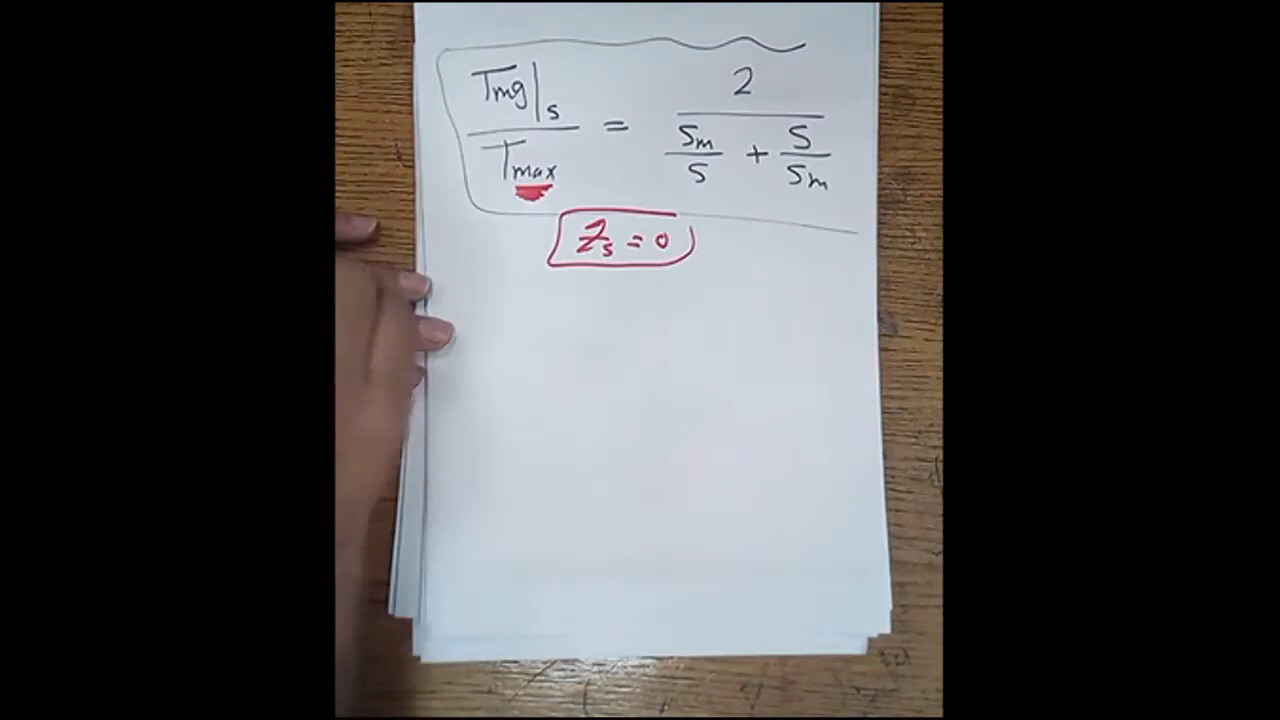 Tmg|s / Tmax = 2 / (Sm/S + S/Sm)
Zs = 0